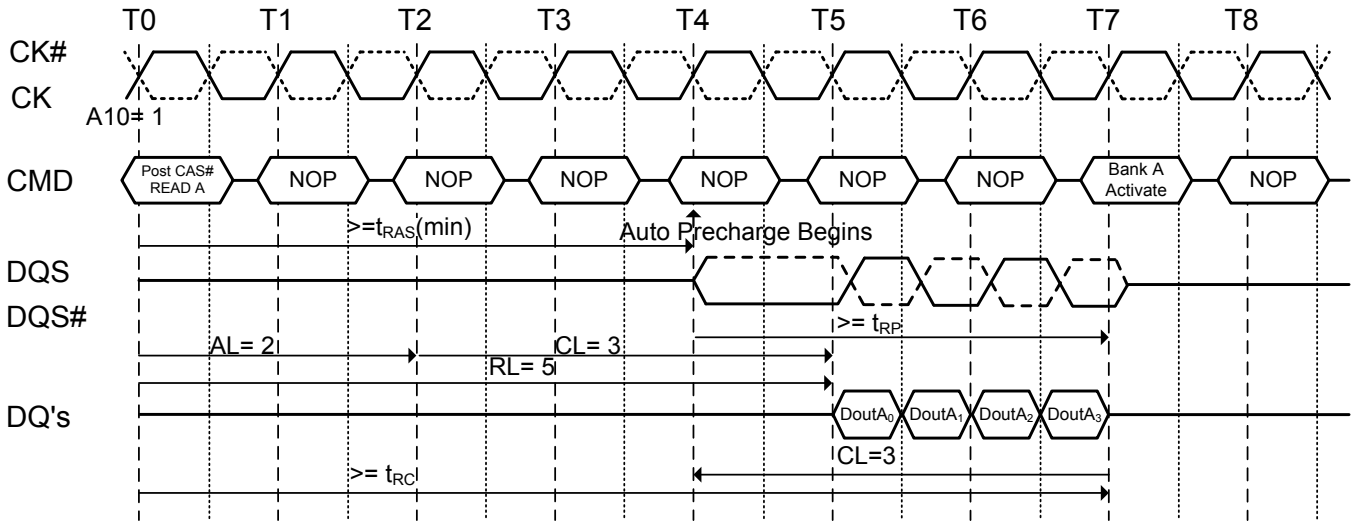 T0 T1 T2 T3 T4 T5 T6 T7 T8
CK#
CK
A10= 1
CMD
Post CAS#
READ A
NOP NOP NOP NOP NOP NOP
Bank A
Activate
NOP
>=tRAS(min)
Auto Precharge Begins
DQS
DQS#
>= tRP
AL= 2 CL= 3
RL= 5
DQ's
DoutA0 DoutA1 DoutA2 DoutA3
CL=3
>= tRC